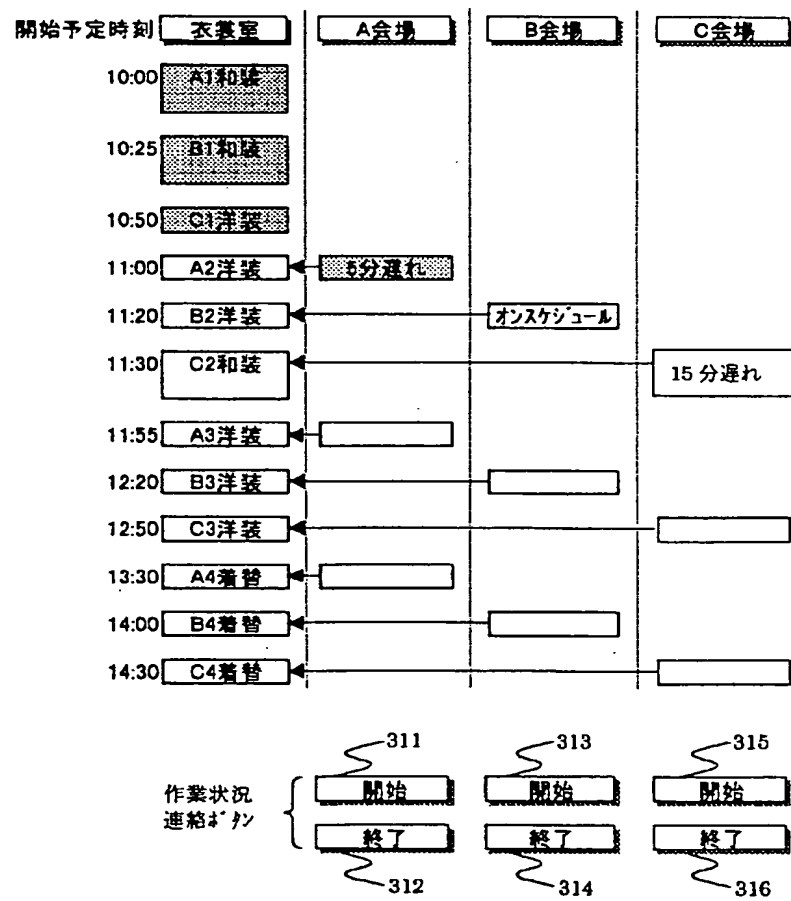 開始予定時刻 衣裳室 A会場 B会場 C会場
10:00 A1和装
10:25 B1和装
10:50 C1洋装
11:00 A2洋装 5分遅れ
11:20 B2洋装 オンスケジュール
11:30 C2和装 15分遅れ
11:55 A3洋装
12:20 B3洋装
12:50 C3洋装
13:30 A4着替
14:00 B4着替
14:30 C4着替
311 313 315
作業状況
連絡ボタン
開始 開始 開始
終了 終了 終了
312 314 316